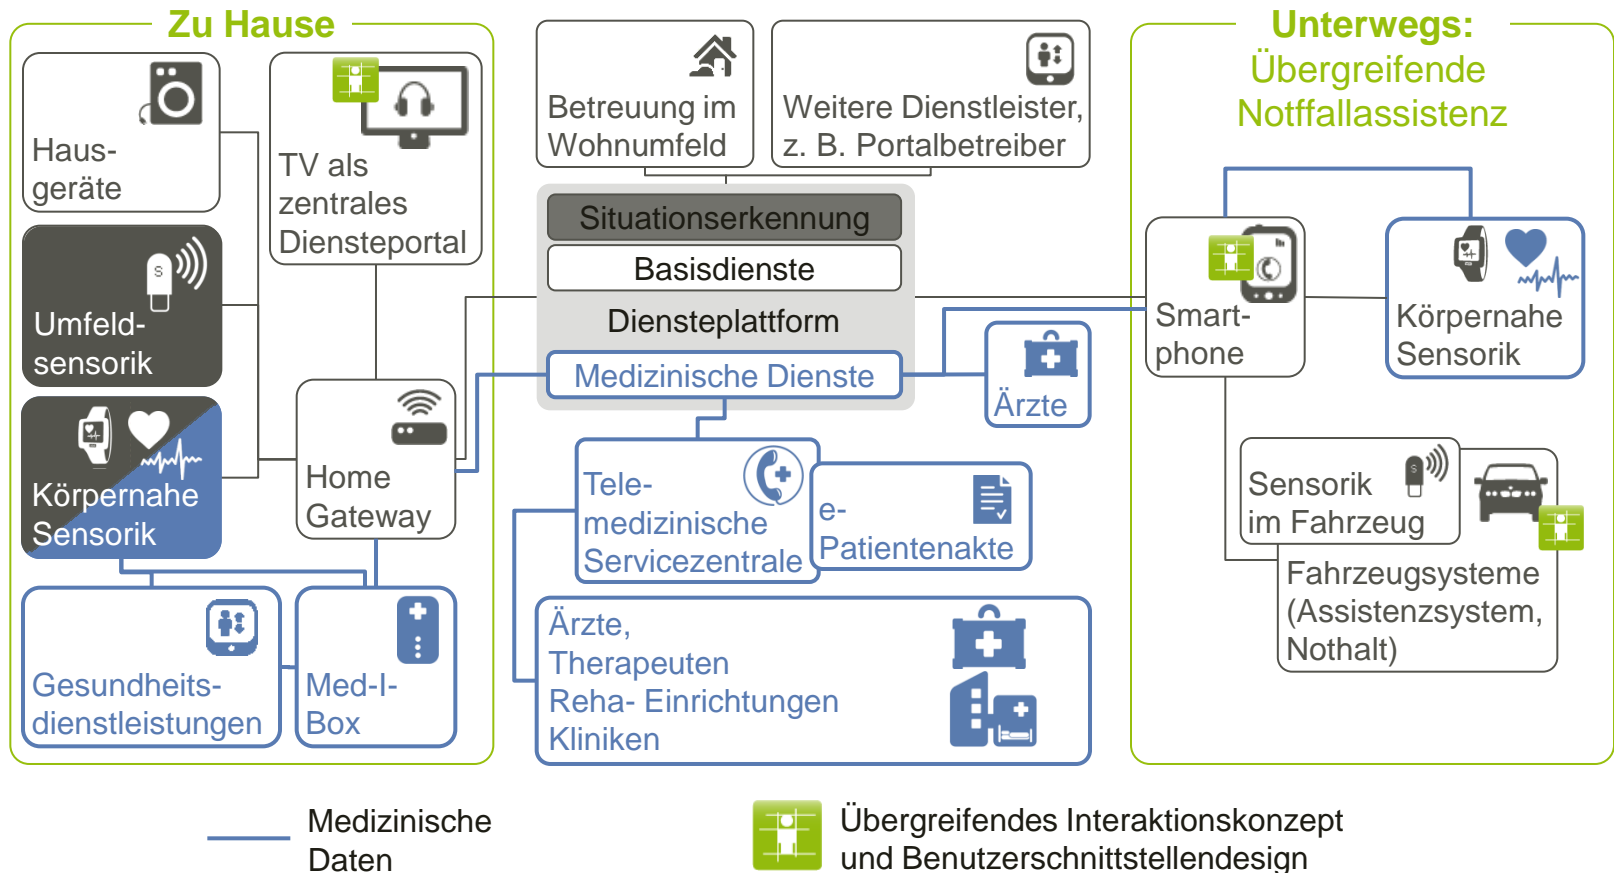 Zu Hause
Haus-
geräte
TV als
zentrales
Diensteportal
S
Umfeld-
sensorik
Körpernahe
Sensorik
Home
Gateway
Gesundheits-
dienstleistungen
Med-I-
Box
Betreuung im
Wohnumfeld
Weitere Dienstleister,
z. B. Portalbetreiber
Situationserkennung
Basisdienste
Diensteplattform
Medizinische Dienste
Ärzte
Tele-
medizinische
Servicezentrale
e-
Patientenakte
Ärzte,
Therapeuten
Reha- Einrichtungen
Kliniken
Unterwegs:
Übergreifende
Notffallassistenz
Smart-
phone
Körpernahe
Sensorik
Sensorik
im Fahrzeug
S
Fahrzeugsysteme
(Assistenzsystem,
Nothalt)
Medizinische
Daten
Übergreifendes Interaktionskonzept
und Benutzerschnittstellendesign